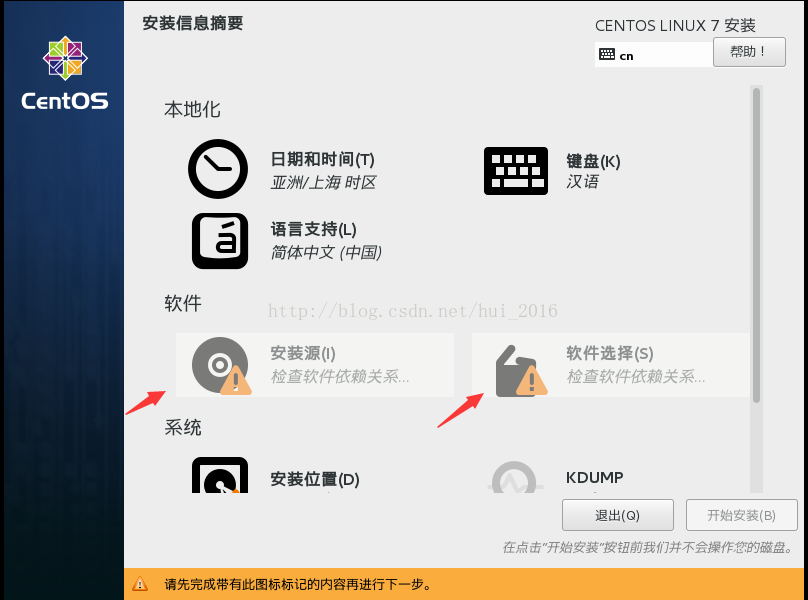 安装信息摘要
CENTOS LINUX 7 安装
cn
帮助！
CentOS
本地化
日期和时间(T)
亚洲/上海 时区
键盘(K)
汉语
语言支持(L)
简体中文 (中国)
软件
http://blog.csdn.net/hui_2016
安装源(I)
检查软件依赖关系...
软件选择(S)
检查软件依赖关系...
系统
安装位置(D)
KDUMP
退出(Q)
开始安装(B)
在点击"开始安装"按钮前我们并不会操作您的磁盘。
请先完成带有此图标标记的内容再进行下一步。